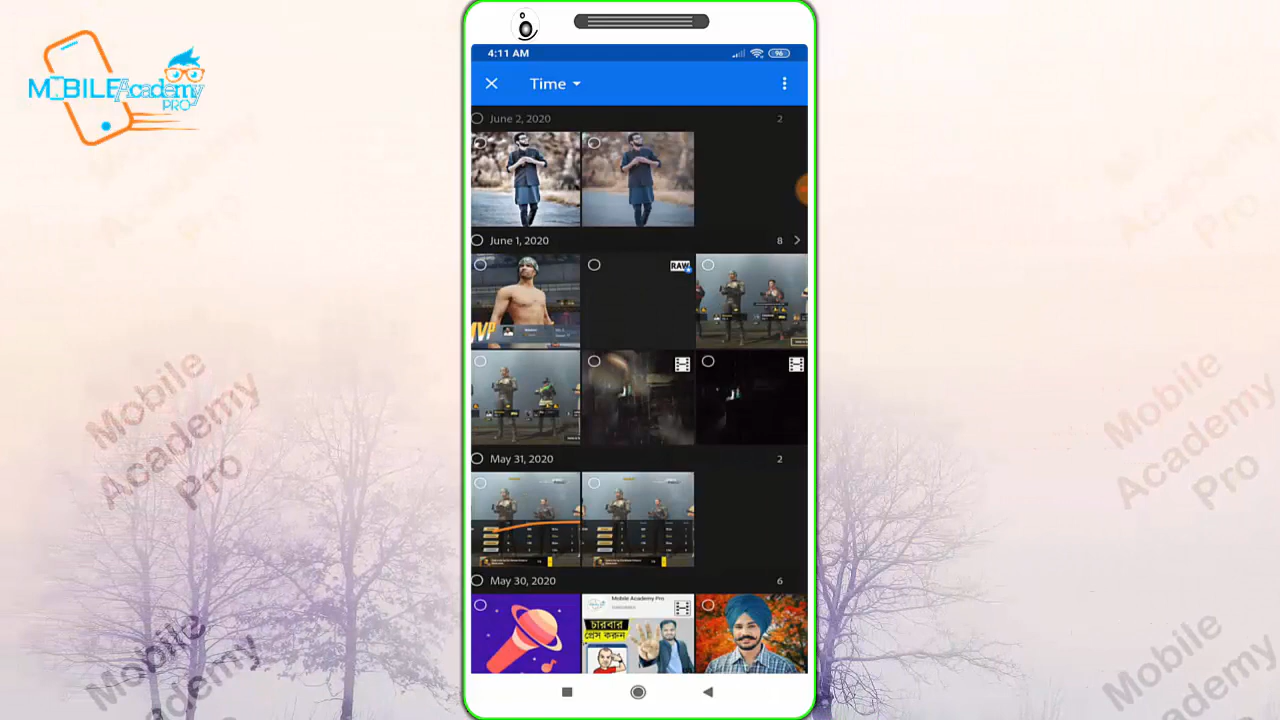 MOBILE Academy
PRO
4:11 AM
96
Time
June 2, 2020
2
June 1, 2020
8
RAW
MVP
May 31, 2020
2
May 30, 2020
6
Mobile Academy Pro
চারবার
প্রেস করুন
Mobile
Academy
Pro
Mobile
Academy
Pro
Mobile
Academy
Mobile
Academy
Pro